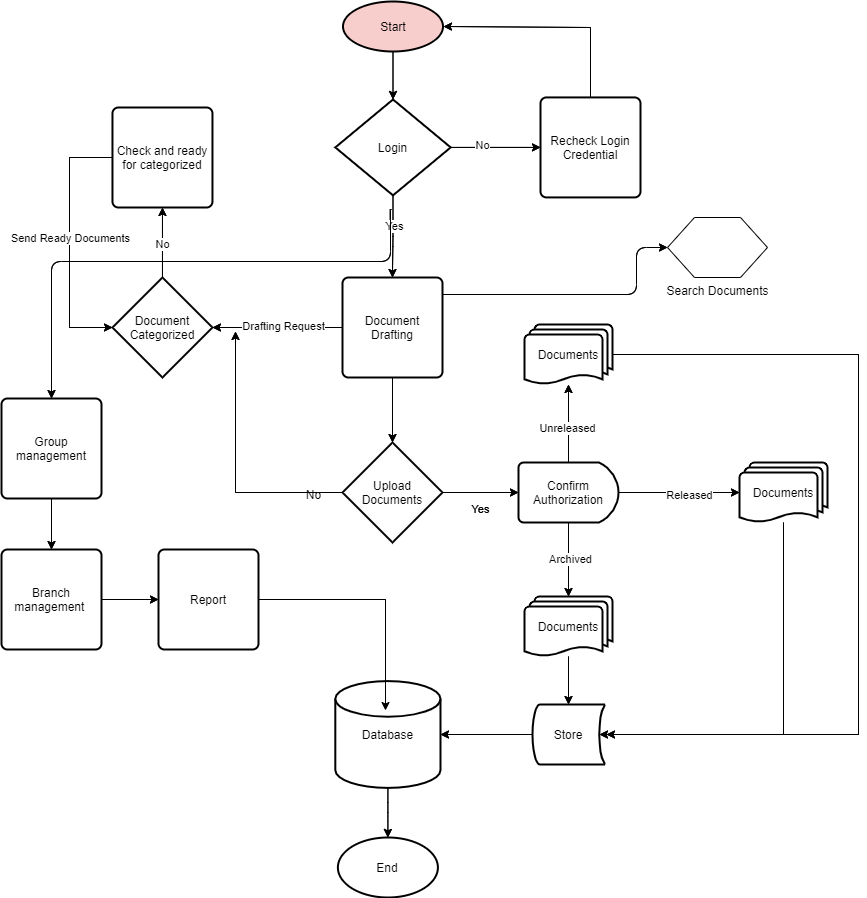 Start
Login
No
Recheck Login
Credential
Check and ready
for categorized
Yes
Send Ready Documents
No
Search Documents
Document
Categorized
Drafting Request
Document
Drafting
Documents
Unreleased
Group
management
Upload
Documents
No
Yes
Confirm
Authorization
Released
Documents
Archived
Branch
management
Report
Documents
Database
Store
End